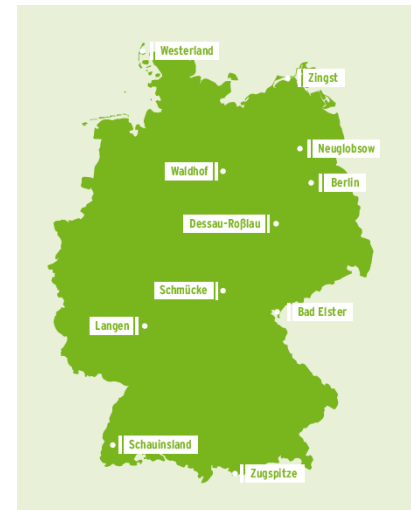 Westerland
Zingst
Neuglobsow
Waldhof
Berlin
Dessau-Roßlau
Schmücke
Bad Elster
Langen
Schauinsland
Zugspitze